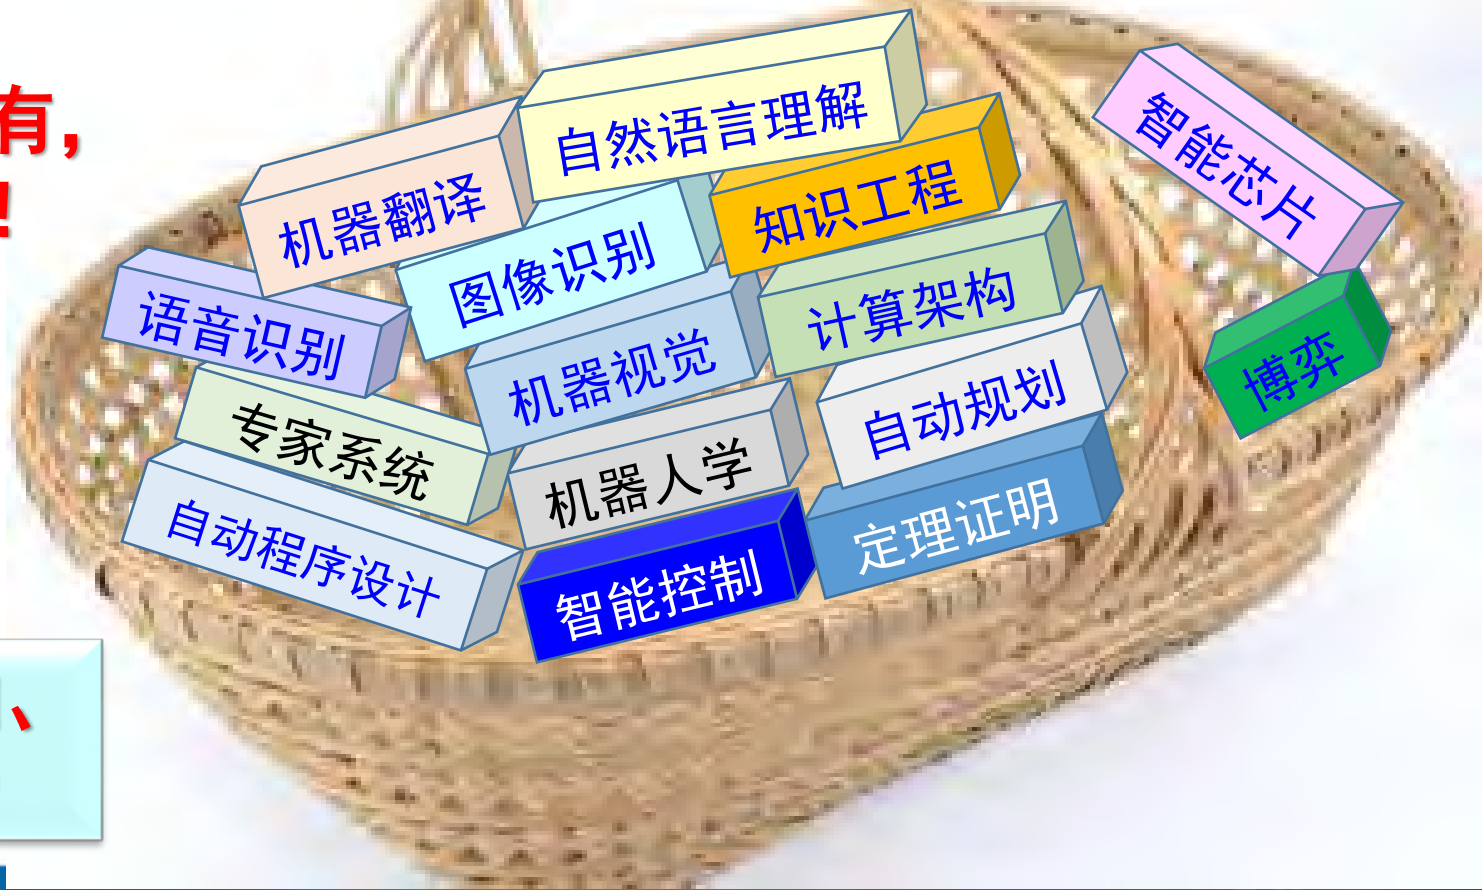 有，
！
、
自然语言理解
机器翻译
知识工程
智能芯片
图像识别
语音识别
计算架构
机器视觉
博弈
专家系统
自动规划
机器人学
自动程序设计
定理证明
智能控制